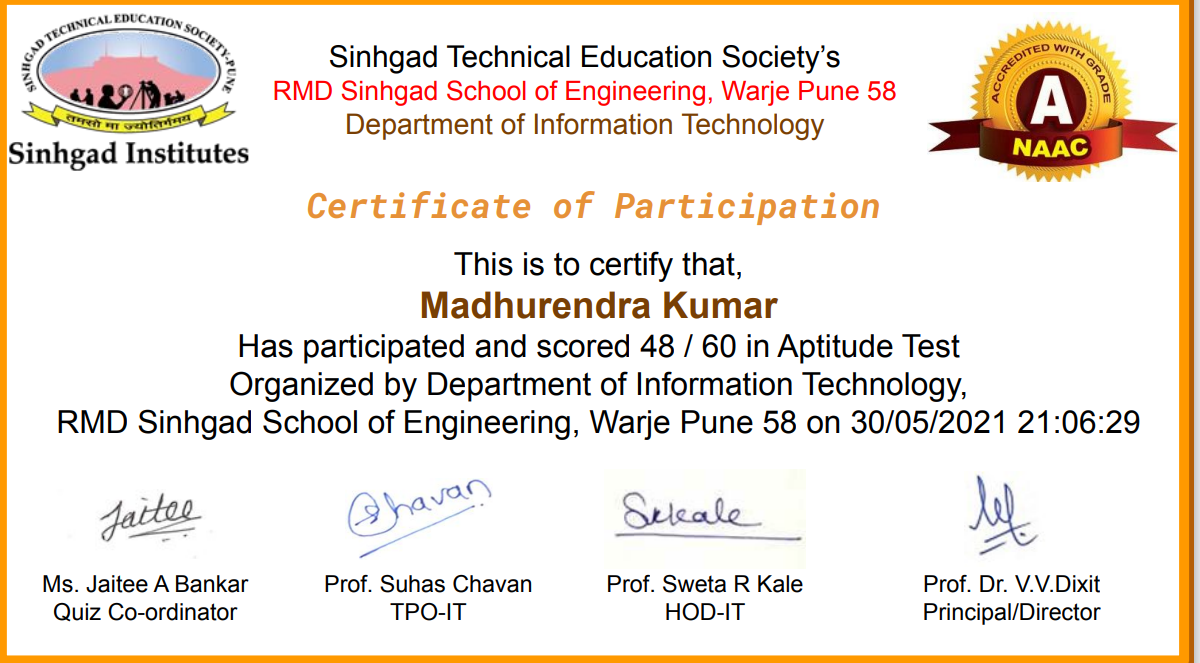 SINHGAD TECHNICAL EDUCATION SOCIETY-PUNE
तमसो मा ज्योतिर्गमय
Sinhgad Institutes
Sinhgad Technical Education Society’s
RMD Sinhgad School of Engineering, Warje Pune 58
Department of Information Technology
ACCREDITED WITH GRADE
A
NAAC
Certificate of Participation
This is to certify that,
Madhurendra Kumar
Has participated and scored 48 / 60 in Aptitude Test
Organized by Department of Information Technology,
RMD Sinhgad School of Engineering, Warje Pune 58 on 30/05/2021 21:06:29
Jaitee
Chavan
Ms. Jaitee A Bankar
Quiz Co-ordinator
Prof. Suhas Chavan
TPO-IT
Prof. Sweta R Kale
HOD-IT
Prof. Dr. V.V.Dixit
Principal/Director